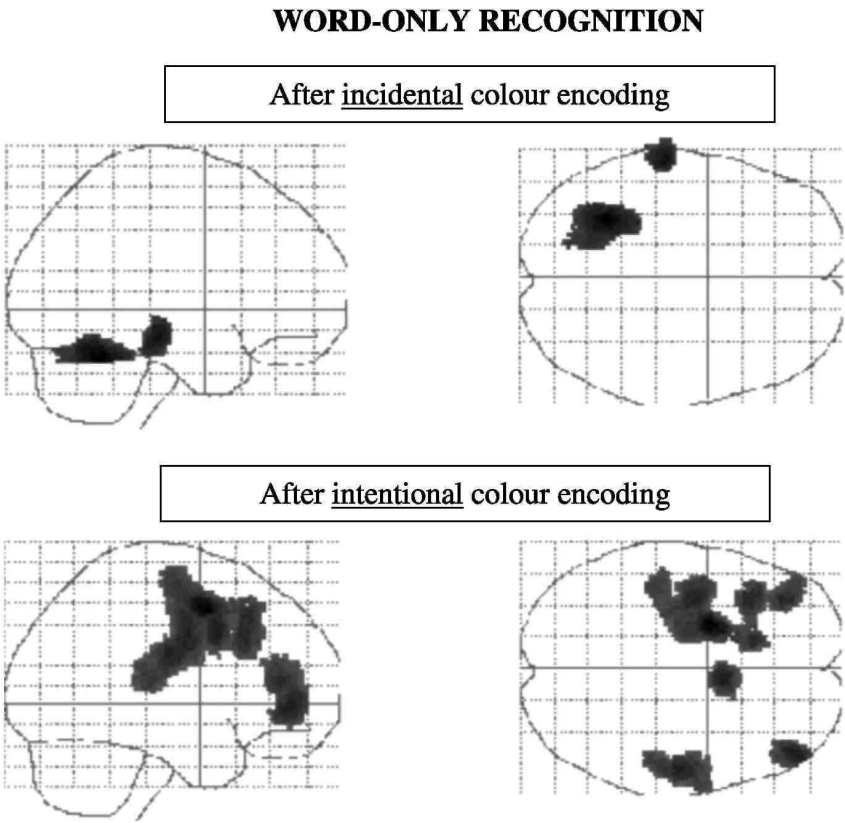 WORD-ONLY RECOGNITION
After incidental colour encoding
After intentional colour encoding